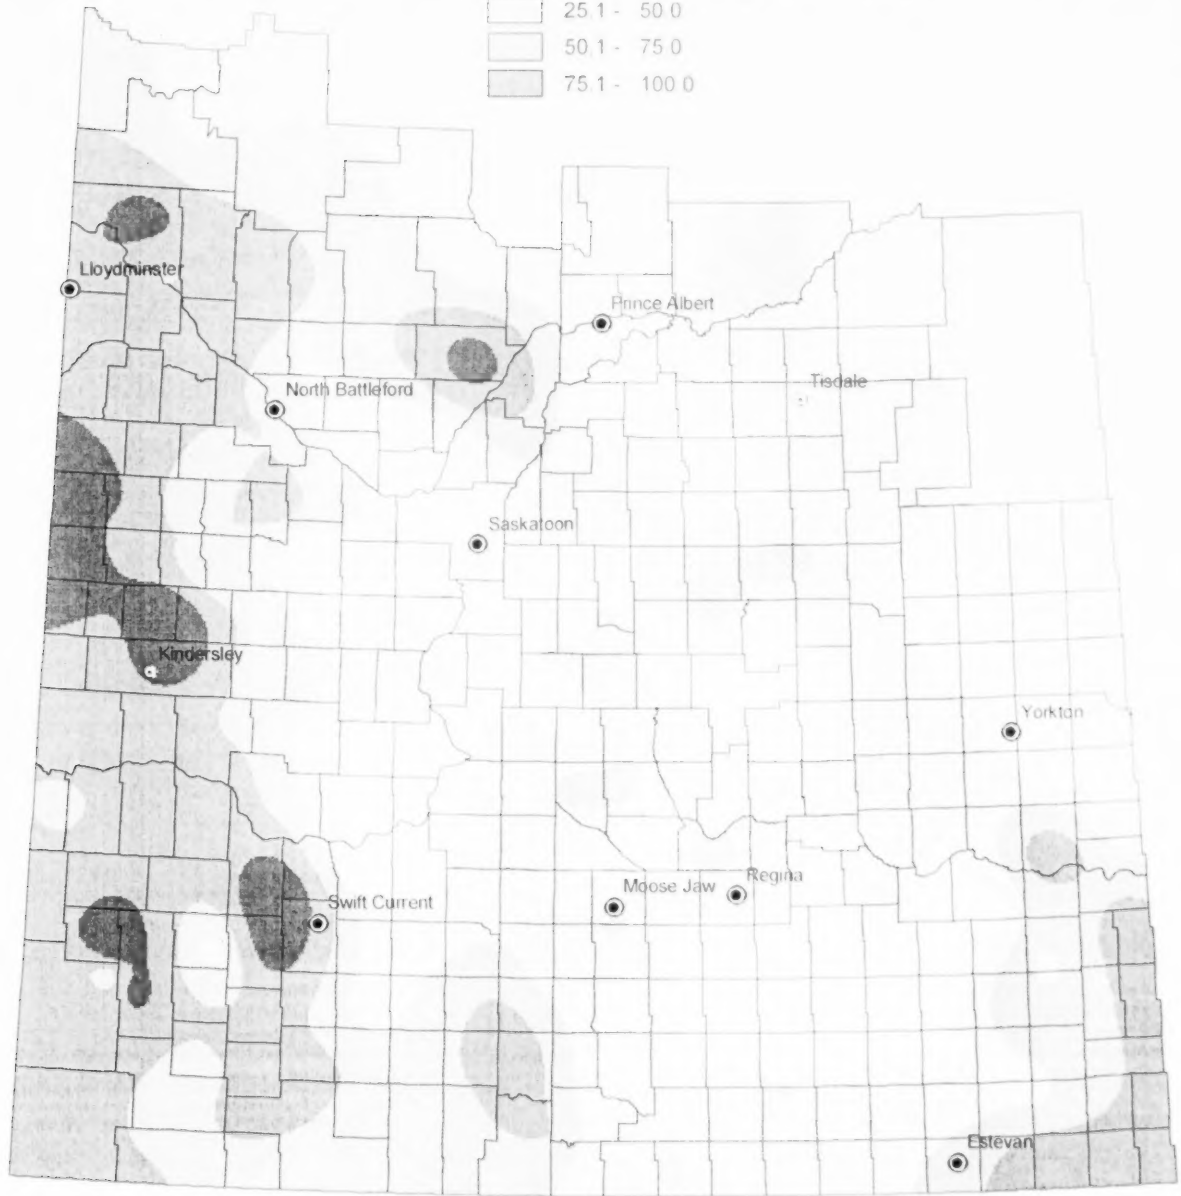 25.1 - 50.0
50.1 - 75.0
75.1 - 100.0
Lloydminster
Prince Albert
Tisdale
North Battleford
Saskatoon
Kindersley
Yorkton
Regina
Moose Jaw
Swift Current
Estevan